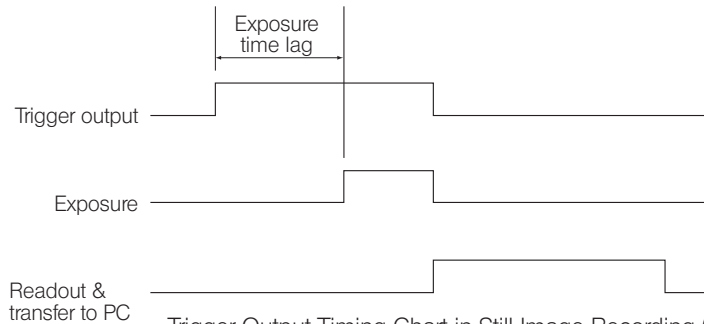 Exposure
time lag
Trigger output
Exposure
Readout &
transfer to PC
Trigger Output Timing Chart in Still Image Recording